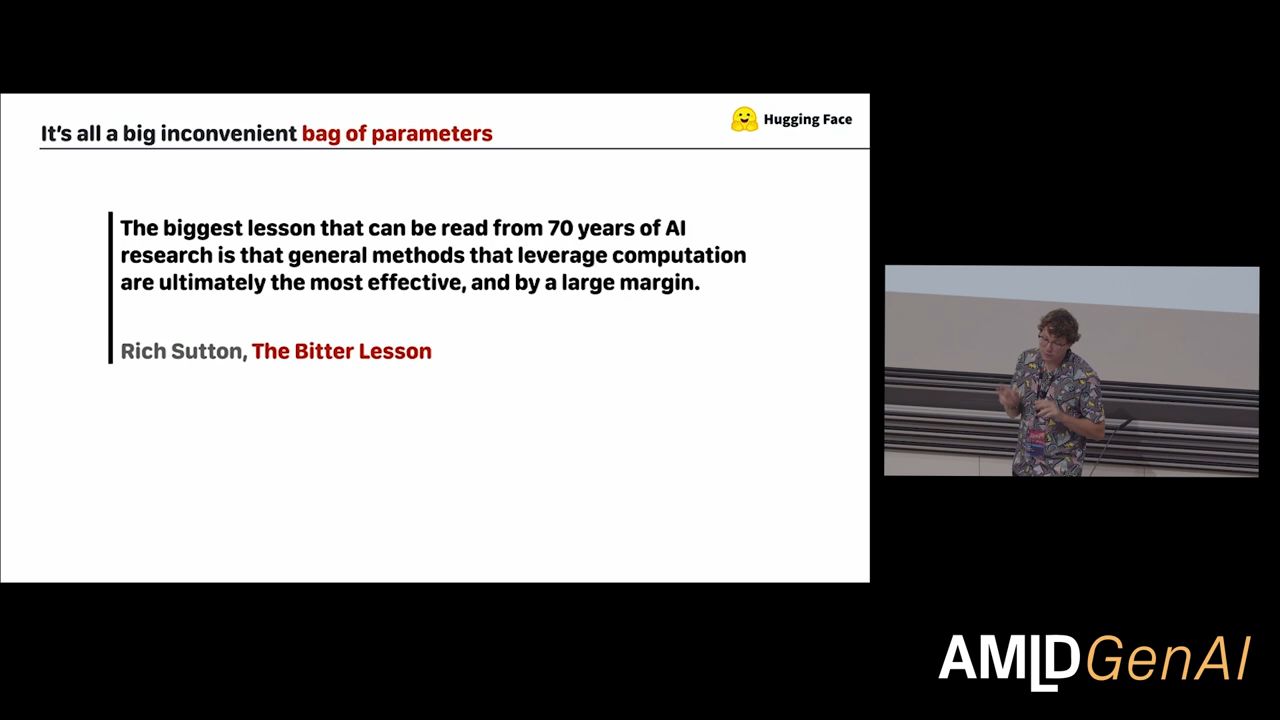 It's all a big inconvenient bag of parameters
Hugging Face
The biggest lesson that can be read from 70 years of AI
research is that general methods that leverage computation
are ultimately the most effective, and by a large margin.
Rich Sutton, The Bitter Lesson
AMLD GenAI